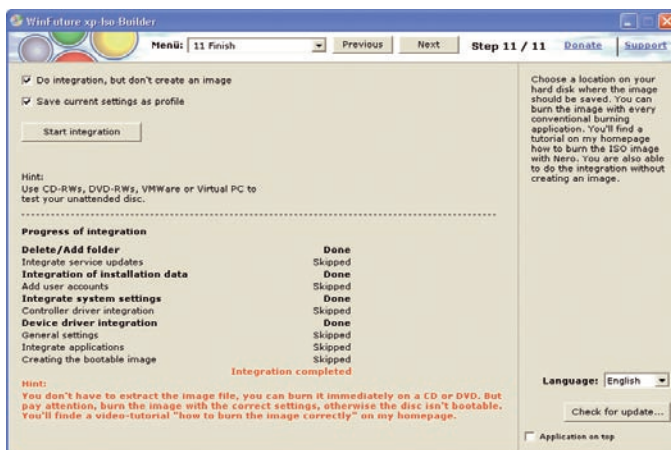 WinFuture xp-Iso-Builder
Menü: 11 Finish Previous Next Step 11 / 11 Donate Support
Do integration, but don't create an image
Save current settings as profile
Start integration
Hint:
Use CD-RWs, DVD-RWs, VMWare or Virtual PC to
test your unattended disc.
Progress of integration
Delete/Add folder Done
Integrate service updates Skipped
Integration of installation data Done
Add user accounts Skipped
Integrate system settings Done
Controller driver integration Skipped
Device driver integration Done
General settings Skipped
Integrate applications Skipped
Creating the bootable image Skipped
Integration completed
Hint:
You don't have to extract the image file, you can burn it immediately on a CD or DVD. But
pay attention, burn the image with the correct settings, otherwise the disc isn't bootable.
You'll finde a video-tutorial "how to burn the image correctly" on my homepage.
Choose a location on your
hard disk where the image
should be saved. You can
burn the image with every
conventional burning
application. You'll find a
tutorial on my homepage
how to burn the ISO image
with Nero. You are also able
to do the integration without
creating an image.
Language: English
Check for update...
Application on top